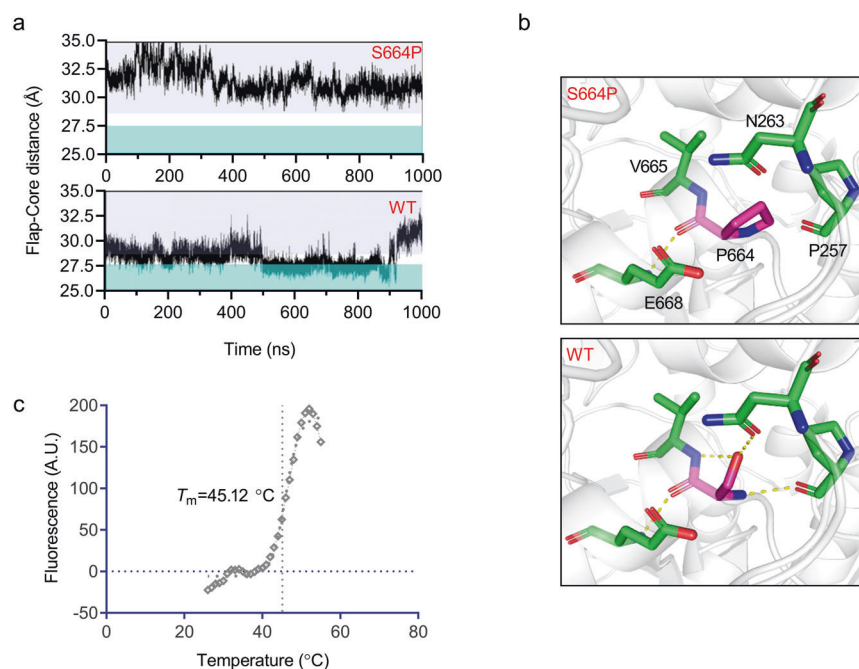 a
35.0
32.5
30.0
27.5
25.0
S664P
0 200 400 600 800 1000
Flap-Core distance (Å)
35.0
32.5
30.0
27.5
25.0
WT
0 200 400 600 800 1000
Time (ns)
b
S664P
N263
V665
P664
P257
E668
WT
c
200
150
100
50
0
-50
Fluorescence (A.U.)
Tm=45.12 °C
0 20 40 60 80
Temperature (°C)